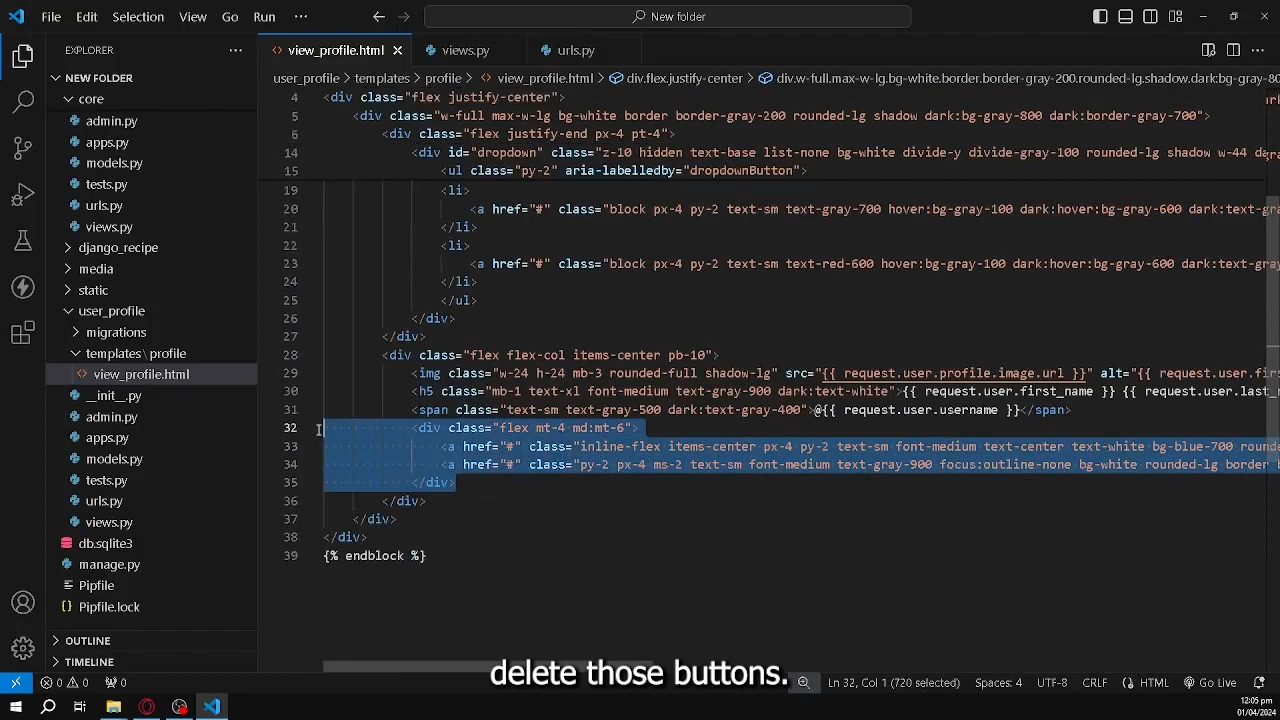 File Edit Selection View Go Run ··· New folder
EXPLORER ···
view_profile.html views.py urls.py
NEW FOLDER
user_profile > templates > profile > view_profile.html > div.flex.justify-center > div.w-full.max-w-lg.bg-white.border.border-gray-200.rounded-lg.shadow.dark:bg-gray-80
core
admin.py
apps.py
models.py
tests.py
urls.py
views.py
django_recipe
media
static
user_profile
migrations
templates \ profile
view_profile.html
__init__.py
admin.py
apps.py
models.py
tests.py
urls.py
views.py
db.sqlite3
manage.py
Pipfile
Pipfile.lock
OUTLINE
TIMELINE
4 <div class="flex justify-center">
5 <div class="w-full max-w-lg bg-white border border-gray-200 rounded-lg shadow dark:bg-gray-800 dark:border-gray-700">
6 <div class="flex justify-end px-4 pt-4">
14 <div id="dropdown" class="z-10 hidden text-base list-none bg-white divide-y divide-gray-100 rounded-lg shadow w-44 da
15 <ul class="py-2" aria-labelledby="dropdownButton">
19 <li>
20 <a href="#" class="block px-4 py-2 text-sm text-gray-700 hover:bg-gray-100 dark:hover:bg-gray-600 dark:text-gra
21 </li>
22 <li>
23 <a href="#" class="block px-4 py-2 text-sm text-red-600 hover:bg-gray-100 dark:hover:bg-gray-600 dark:text-gray
24 </li>
25 </ul>
26 </div>
27 </div>
28 <div class="flex flex-col items-center pb-10">
29 <img class="w-24 h-24 mb-3 rounded-full shadow-lg" src="{{ request.user.profile.image.url }}" alt="{{ request.user.firs
30 <h5 class="mb-1 text-xl font-medium text-gray-900 dark:text-white">{{ request.user.first_name }} {{ request.user.last_n
31 <span class="text-sm text-gray-500 dark:text-gray-400">@{{ request.user.username }}</span>
32 <div class="flex mt-4 md:mt-6">
33 <a href="#" class="inline-flex items-center px-4 py-2 text-sm font-medium text-center text-white bg-blue-700 rounde
34 <a href="#" class="py-2 px-4 ms-2 text-sm font-medium text-gray-900 focus:outline-none bg-white rounded-lg border b
35 </div>
36 </div>
37 </div>
38 </div>
39 {% endblock %}
delete those buttons.
0 0 0 Ln 32, Col 1 (720 selected) Spaces: 4 UTF-8 CRLF HTML Go Live
12:05 PM
01/04/2024